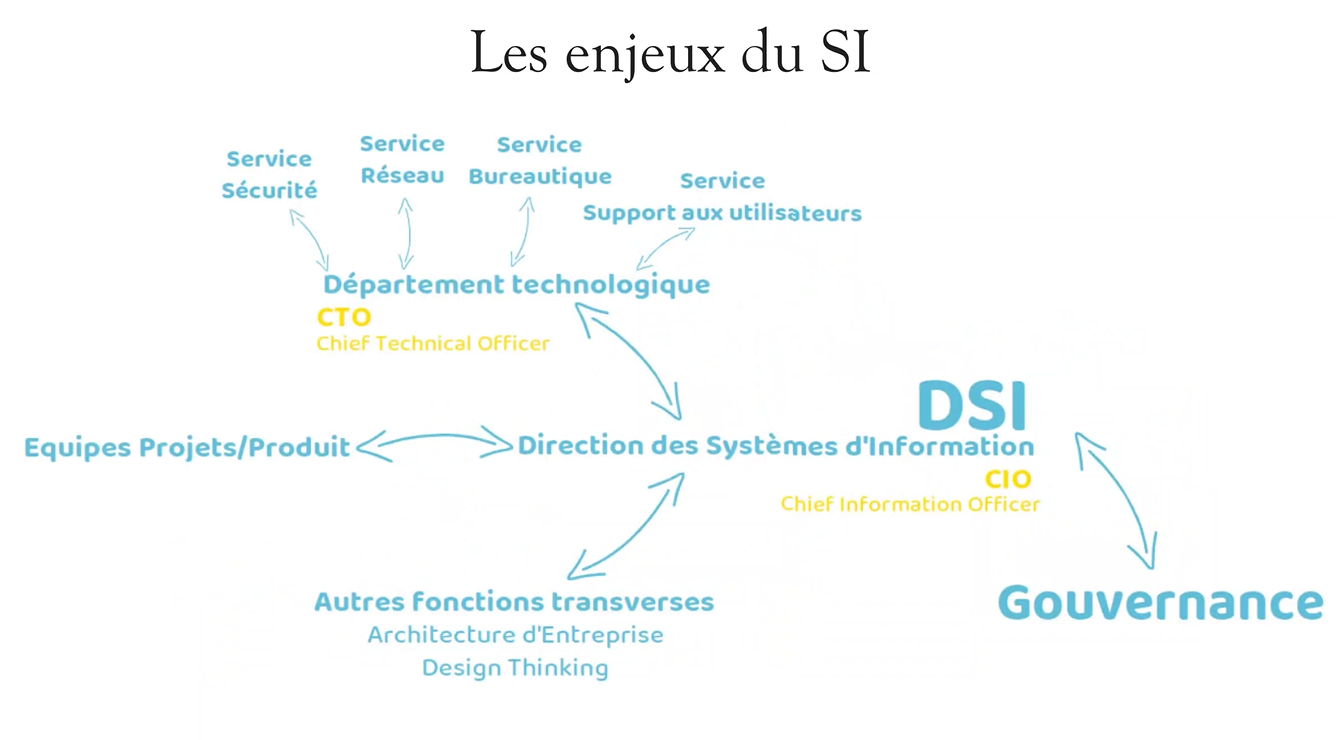 Les enjeux du SI
Service
Sécurité
Service
Réseau
Service
Bureautique
Service
Support aux utilisateurs
Département technologique
CTO
Chief Technical Officer
DSI
Equipes Projets/Produit
Direction des Systèmes d'Information
CIO
Chief Information Officer
Autres fonctions transverses
Architecture d'Entreprise
Design Thinking
Gouvernance